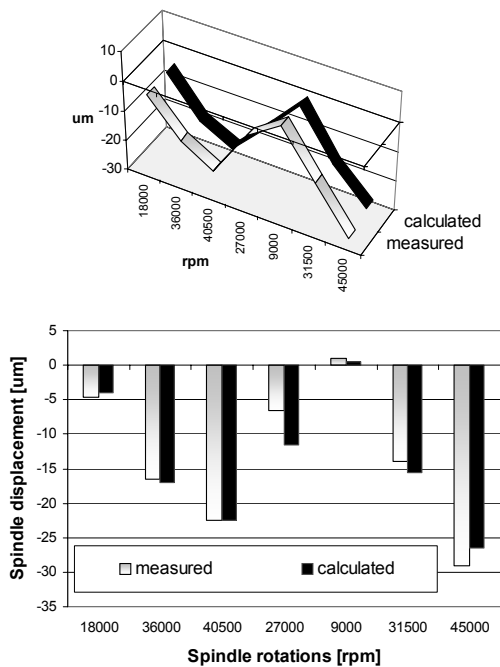 10
0
-10
-20
-30
um
18000
36000
40500
27000
9000
31500
45000
rpm
calculated
measured
5
0
-5
-10
-15
-20
-25
-30
-35
Spindle displacement [um]
measured calculated
18000 36000 40500 27000 9000 31500 45000
Spindle rotations [rpm]